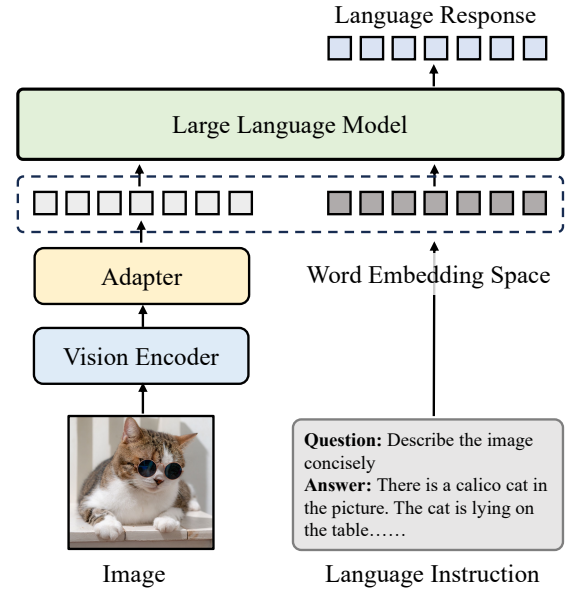 Language Response
Large Language Model
Adapter
Word Embedding Space
Vision Encoder
Question: Describe the image
concisely
Answer: There is a calico cat in
the picture. The cat is lying on
the table……
Image
Language Instruction